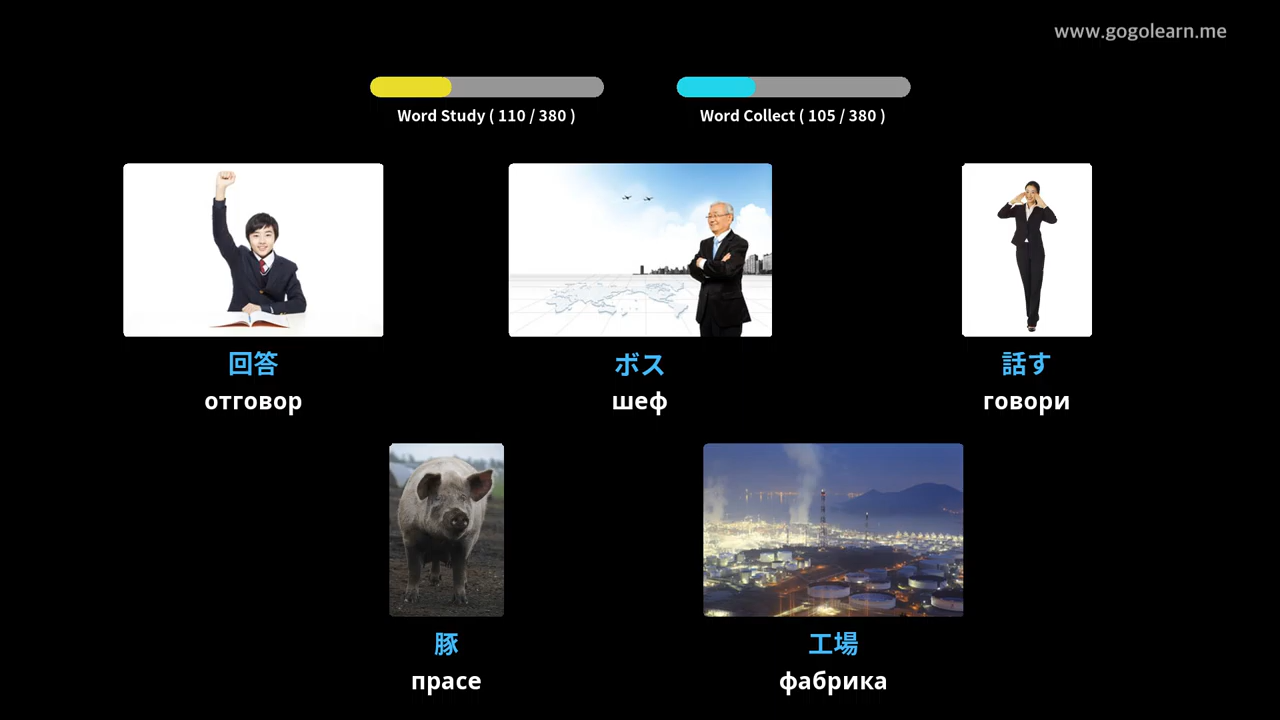 www.gogolearn.me
Word Study ( 110 / 380 )
Word Collect ( 105 / 380 )
回答
отговор
ボス
шеф
話す
говори
豚
прасе
工場
фабрика